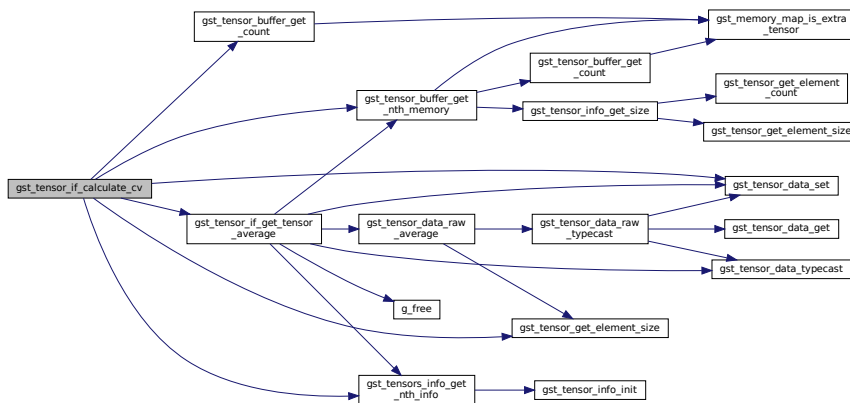 gst_tensor_buffer_get
_count
gst_memory_map_is_extra
_tensor
gst_tensor_buffer_get
_count
gst_tensor_get_element
_count
gst_tensor_buffer_get
_nth_memory
gst_tensor_info_get_size
gst_tensor_get_element_size
gst_tensor_if_calculate_cv
gst_tensor_data_set
gst_tensor_if_get_tensor
_average
gst_tensor_data_raw
_average
gst_tensor_data_raw
_typecast
gst_tensor_data_get
gst_tensor_data_typecast
g_free
gst_tensor_get_element_size
gst_tensors_info_get
_nth_info
gst_tensor_info_init